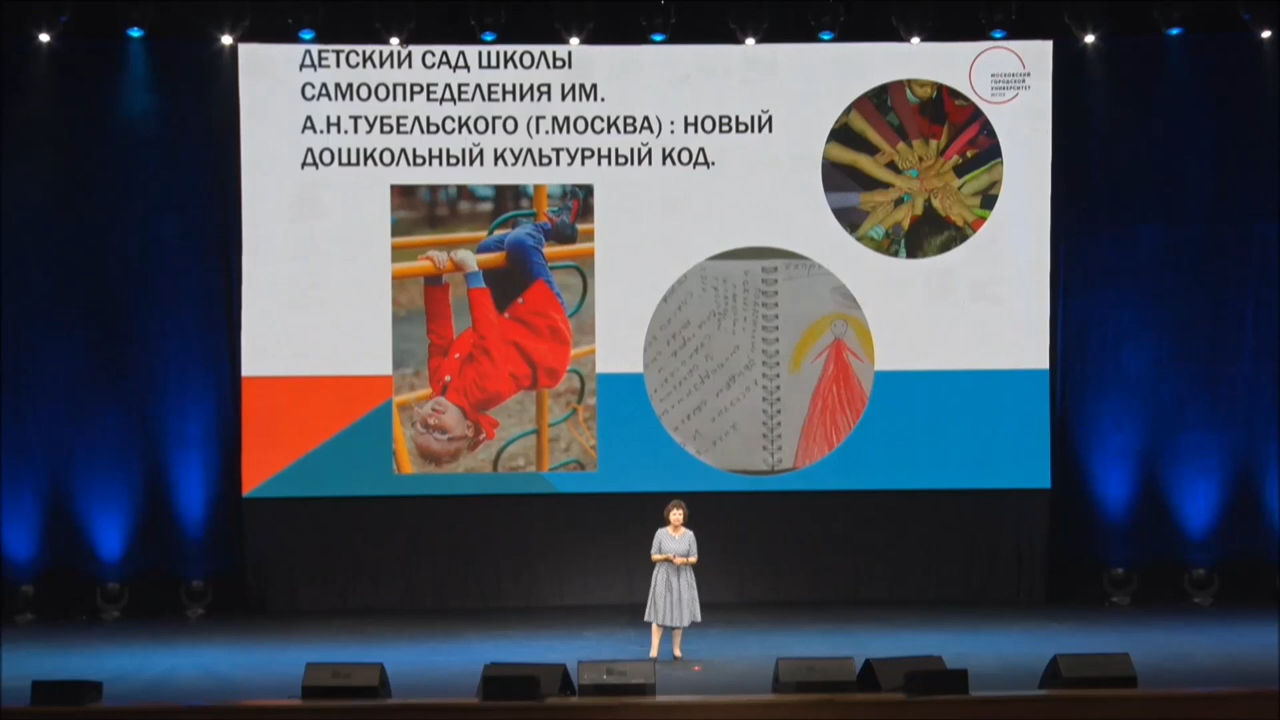 ДЕТСКИЙ САД ШКОЛЫ
САМООПРЕДЕЛЕНИЯ ИМ.
А.Н.ТУБЕЛЬСКОГО (Г.МОСКВА) : НОВЫЙ
ДОШКОЛЬНЫЙ КУЛЬТУРНЫЙ КОД.
МОСКОВСКИЙ
ГОРОДСКОЙ
УНИВЕРСИТЕТ
МГПУ